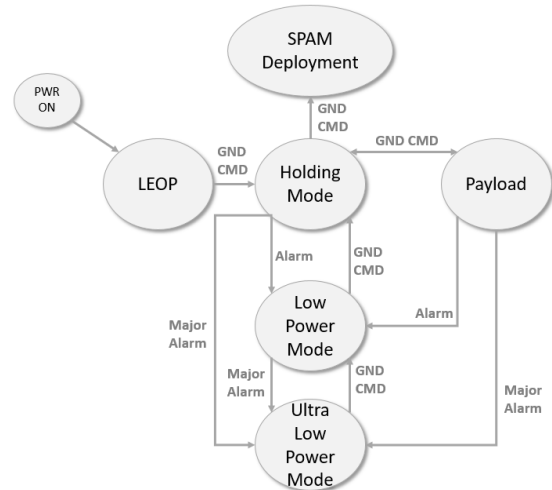 SPAM
Deployment
PWR
ON
GND
CMD
GND
CMD
GND CMD
LEOP
Holding
Mode
Payload
Alarm
GND
CMD
Low
Power
Mode
Alarm
Major
Alarm
Major
Alarm
GND
CMD
Major
Alarm
Ultra
Low
Power
Mode